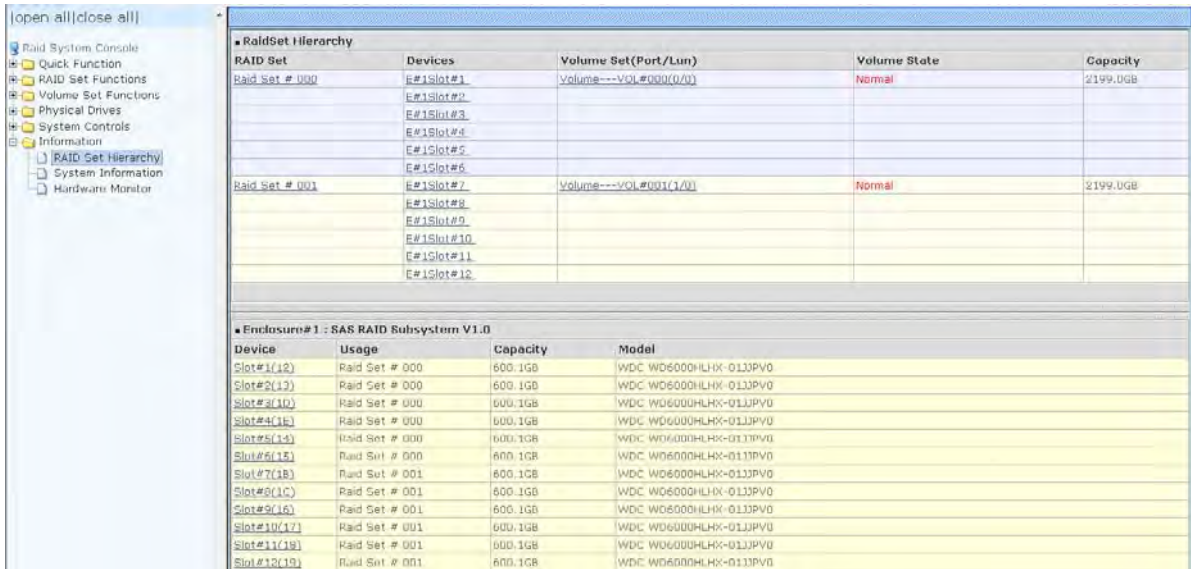 |open all|close all|
Raid System Console
Quick Function
RAID Set Functions
Volume Set Functions
Physical Drives
System Controls
Information
RAID Set Hierarchy
System Information
Hardware Monitor
▪ RaidSet Hierarchy
RAID Set Devices Volume Set(Port/Lun) Volume State Capacity
Raid Set # 000 E#1Slot#1 Volume---VOL#000(0/0) Normal 2199.0GB
E#1Slot#2
E#1Slot#3
E#1Slot#4
E#1Slot#5
E#1Slot#6
Raid Set # 001 E#1Slot#7 Volume---VOL#001(1/0) Normal 2199.0GB
E#1Slot#8
E#1Slot#9
E#1Slot#10
E#1Slot#11
E#1Slot#12
▪ Enclosure#1 : SAS RAID Subsystem V1.0
Device Usage Capacity Model
Slot#1(12) Raid Set # 000 600.1GB WDC WD6000HLHX-01JJPV0
Slot#2(13) Raid Set # 000 600.1GB WDC WD6000HLHX-01JJPV0
Slot#3(1D) Raid Set # 000 600.1GB WDC WD6000HLHX-01JJPV0
Slot#4(1E) Raid Set # 000 600.1GB WDC WD6000HLHX-01JJPV0
Slot#5(14) Raid Set # 000 600.1GB WDC WD6000HLHX-01JJPV0
Slot#6(15) Raid Set # 000 600.1GB WDC WD6000HLHX-01JJPV0
Slot#7(1B) Raid Set # 001 600.1GB WDC WD6000HLHX-01JJPV0
Slot#8(1C) Raid Set # 001 600.1GB WDC WD6000HLHX-01JJPV0
Slot#9(16) Raid Set # 001 600.1GB WDC WD6000HLHX-01JJPV0
Slot#10(17) Raid Set # 001 600.1GB WDC WD6000HLHX-01JJPV0
Slot#11(18) Raid Set # 001 600.1GB WDC WD6000HLHX-01JJPV0
Slot#12(19) Raid Set # 001 600.1GB WDC WD6000HLHX-01JJPV0